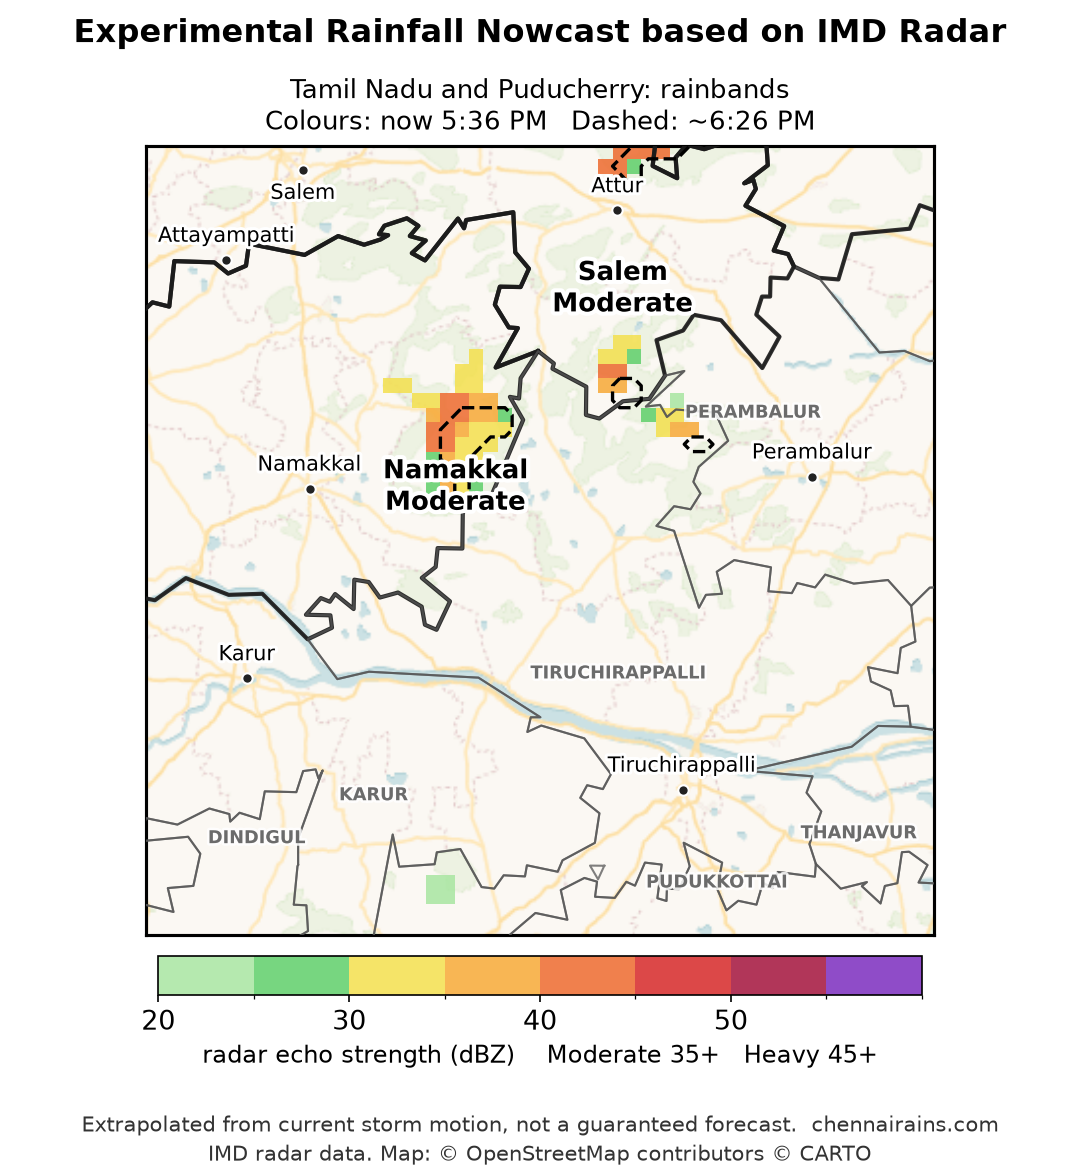 Experimental Rainfall Nowcast based on IMD Radar
Tamil Nadu and Puducherry: rainbands
Colours: now 5:36 PM   Dashed: ~6:26 PM
Salem
Attur
Attayampatti
Salem
Moderate
PERAMBALUR
Perambalur
Namakkal
Namakkal
Moderate
Karur
TIRUCHIRAPPALLI
Tiruchirappalli
KARUR
DINDIGUL
THANJAVUR
PUDUKKOTTAI
20 30 40 50
radar echo strength (dBZ)   Moderate 35+   Heavy 45+
Extrapolated from current storm motion, not a guaranteed forecast.  chennairains.com
IMD radar data. Map: © OpenStreetMap contributors © CARTO